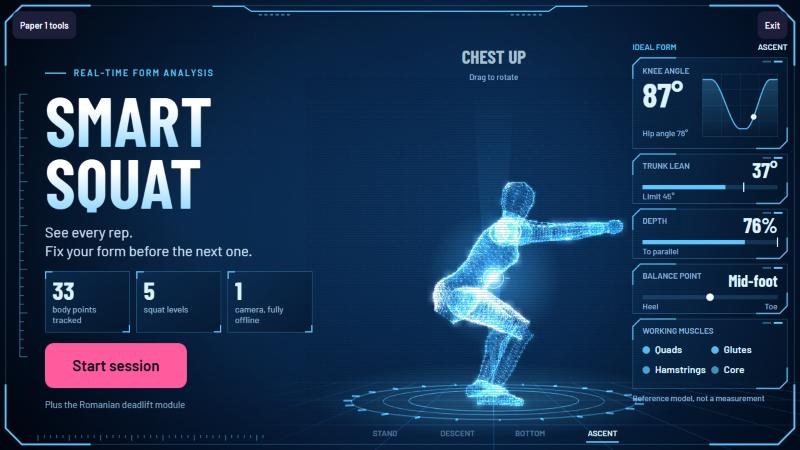 Paper 1 tools
Exit
REAL-TIME FORM ANALYSIS
SMART
SQUAT
See every rep.
Fix your form before the next one.
33
body points
tracked
5
squat levels
1
camera, fully
offline
Start session
Plus the Romanian deadlift module
CHEST UP
Drag to rotate
STAND
DESCENT
BOTTOM
ASCENT
IDEAL FORM
ASCENT
KNEE ANGLE
87°
Hip angle 78°
TRUNK LEAN
37°
Limit 45°
DEPTH
76%
To parallel
BALANCE POINT
Mid-foot
Heel
Toe
WORKING MUSCLES
Quads
Glutes
Hamstrings
Core
Reference model, not a measurement